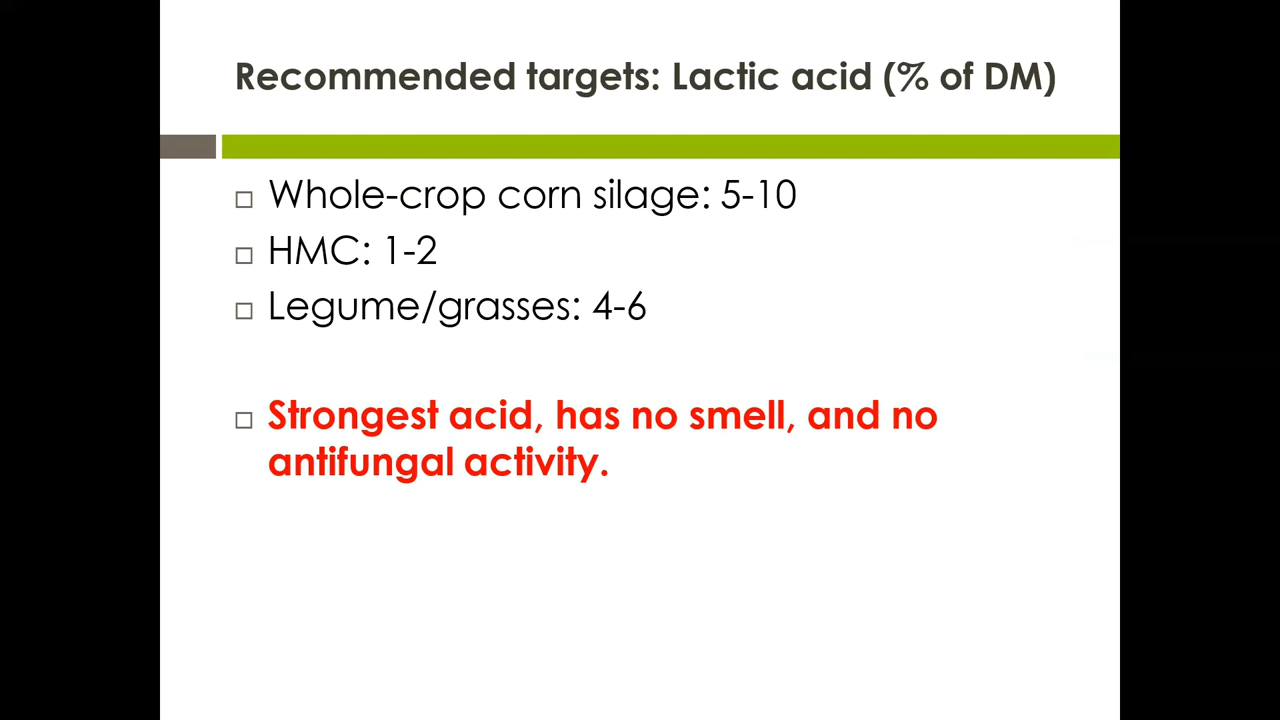 Recommended targets: Lactic acid (% of DM)
Whole-crop corn silage: 5-10
HMC: 1-2
Legume/grasses: 4-6
Strongest acid, has no smell, and no
antifungal activity.